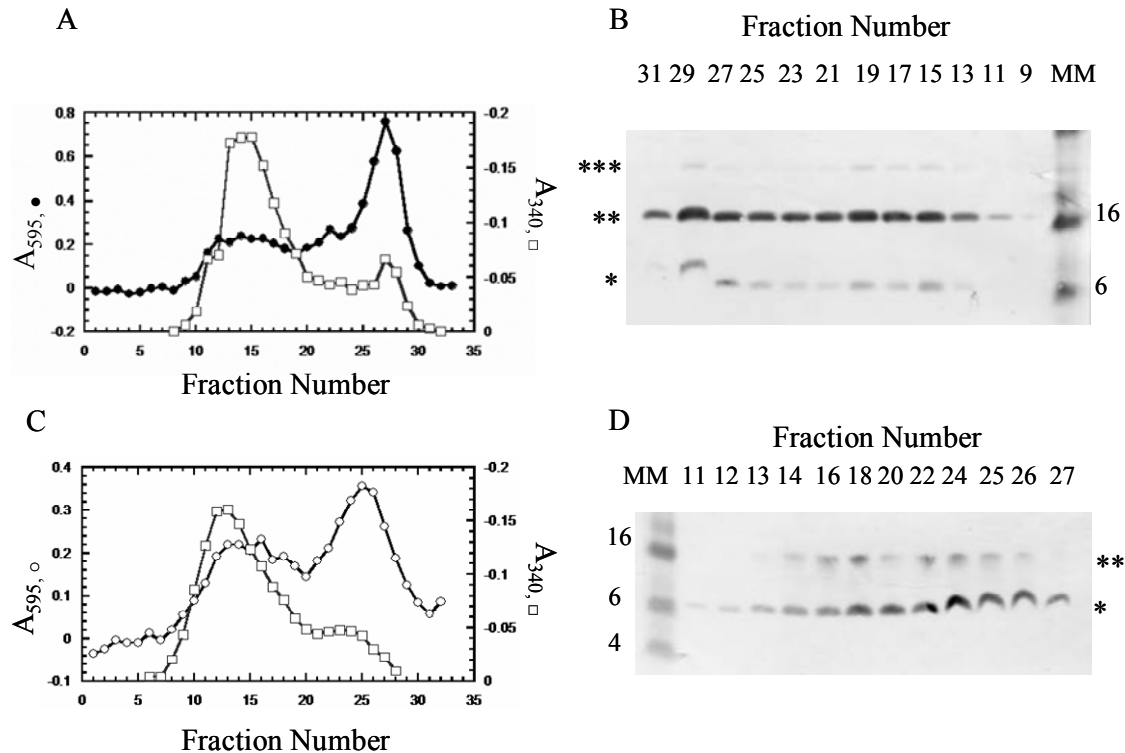 A
0.8
0.6
0.4
0.2
0
-0.2
-0.2
-0.15
-0.1
-0.05
0
A595, ●
A340, □
0 5 10 15 20 25 30 35
Fraction Number
B
Fraction Number
31 29 27 25 23 21 19 17 15 13 11 9 MM
***
**
*
16
6
C
0.4
0.3
0.2
0.1
0
-0.1
-0.2
-0.15
-0.1
-0.05
0
A595, ○
A340, □
0 5 10 15 20 25 30 35
Fraction Number
D
Fraction Number
MM 11 12 13 14 16 18 20 22 24 25 26 27
16
6
4
**
*